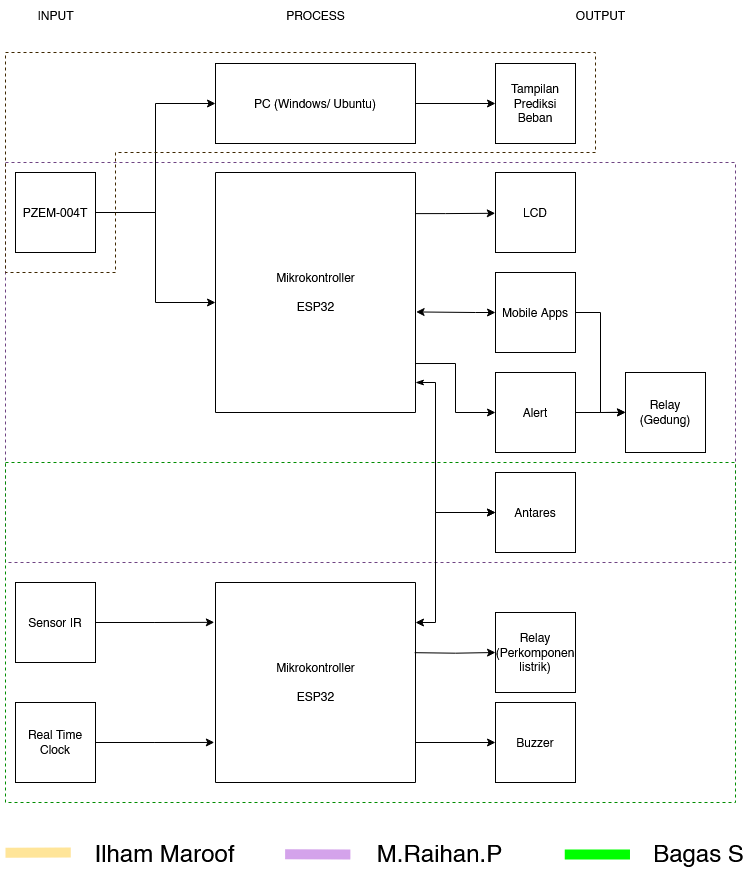 INPUT
PROCESS
OUTPUT
PC (Windows/ Ubuntu)
Tampilan
Prediksi
Beban
PZEM-004T
Mikrokontroller
ESP32
LCD
Mobile Apps
Alert
Relay
(Gedung)
Antares
Sensor IR
Mikrokontroller
ESP32
Relay
(Perkomponen
listrik)
Real Time
Clock
Buzzer
Ilham Maroof
M.Raihan.P
Bagas S